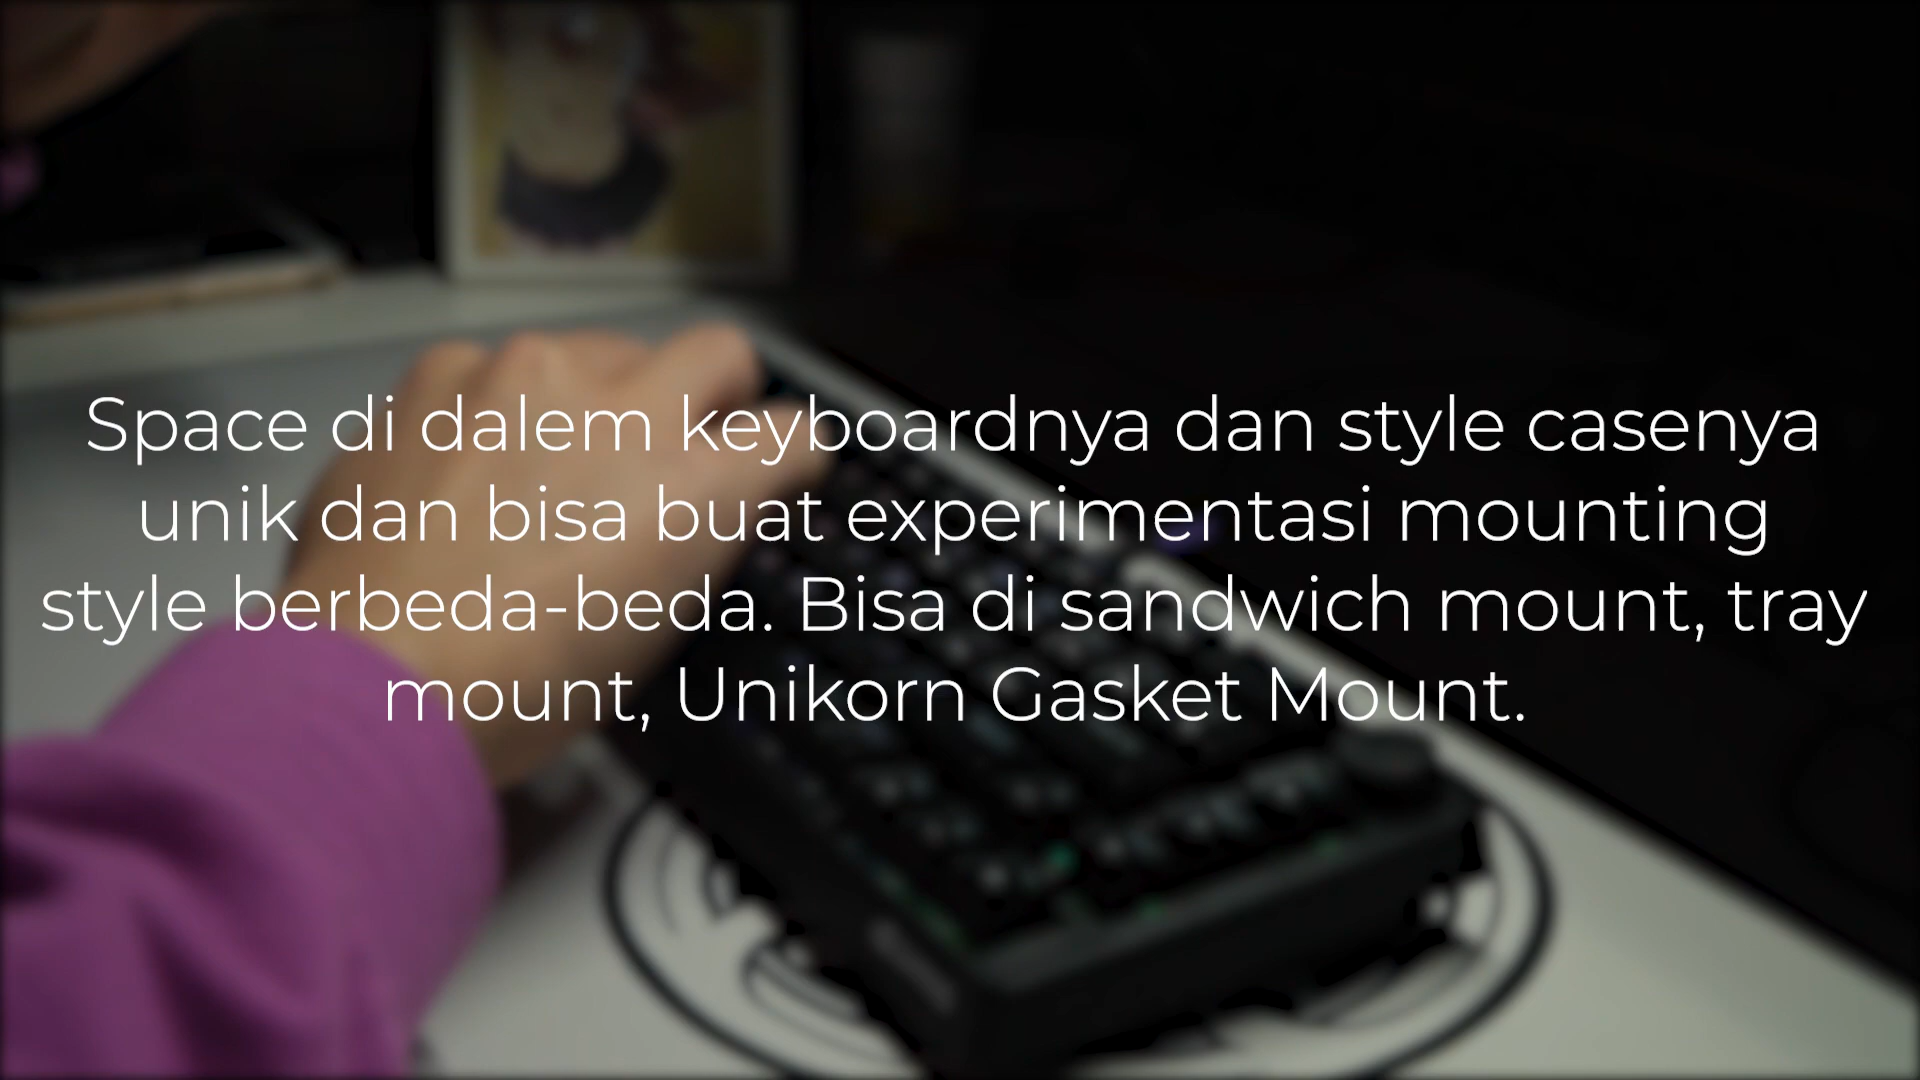 Space di dalem keyboardnya dan style casenya
unik dan bisa buat experimentasi mounting
style berbeda-beda. Bisa di sandwich mount, tray
mount, Unikorn Gasket Mount.